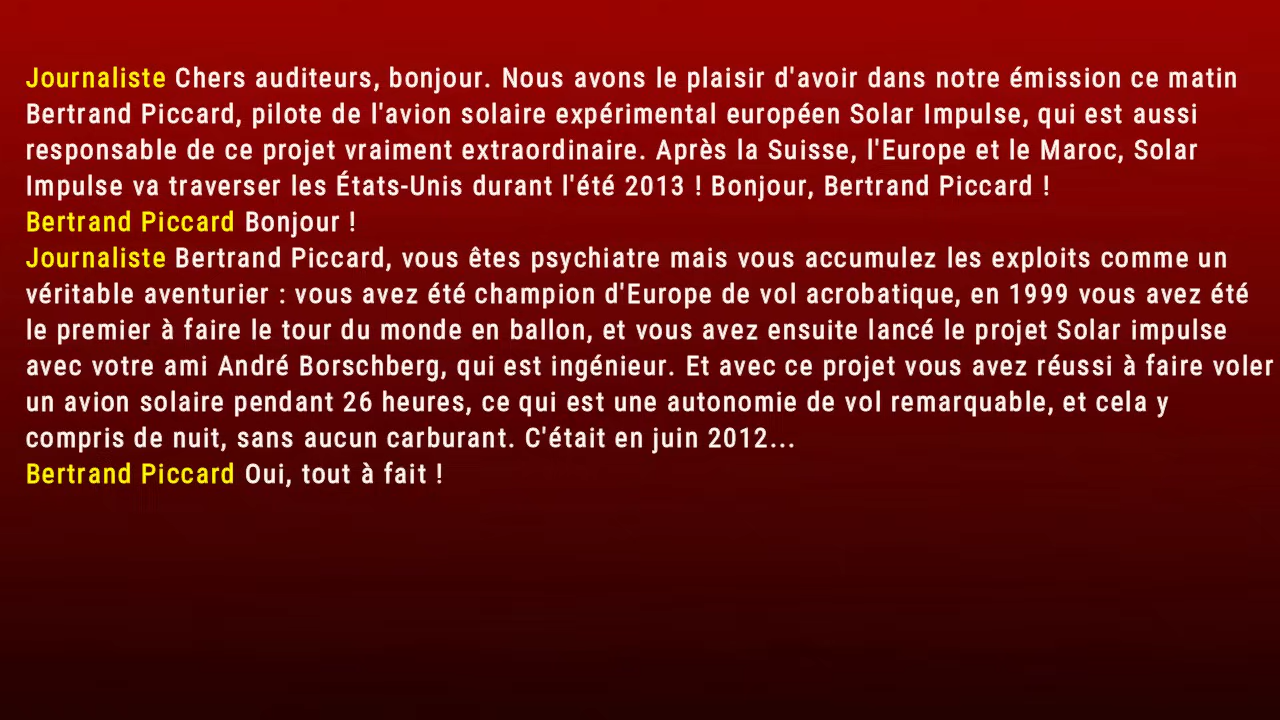 Journaliste Chers auditeurs, bonjour. Nous avons le plaisir d'avoir dans notre émission ce matin
Bertrand Piccard, pilote de l'avion solaire expérimental européen Solar Impulse, qui est aussi
responsable de ce projet vraiment extraordinaire. Après la Suisse, l'Europe et le Maroc, Solar
Impulse va traverser les États-Unis durant l'été 2013 ! Bonjour, Bertrand Piccard !
Bertrand Piccard Bonjour !
Journaliste Bertrand Piccard, vous êtes psychiatre mais vous accumulez les exploits comme un
véritable aventurier : vous avez été champion d'Europe de vol acrobatique, en 1999 vous avez été
le premier à faire le tour du monde en ballon, et vous avez ensuite lancé le projet Solar impulse
avec votre ami André Borschberg, qui est ingénieur. Et avec ce projet vous avez réussi à faire voler
un avion solaire pendant 26 heures, ce qui est une autonomie de vol remarquable, et cela y
compris de nuit, sans aucun carburant. C'était en juin 2012...
Bertrand Piccard Oui, tout à fait !